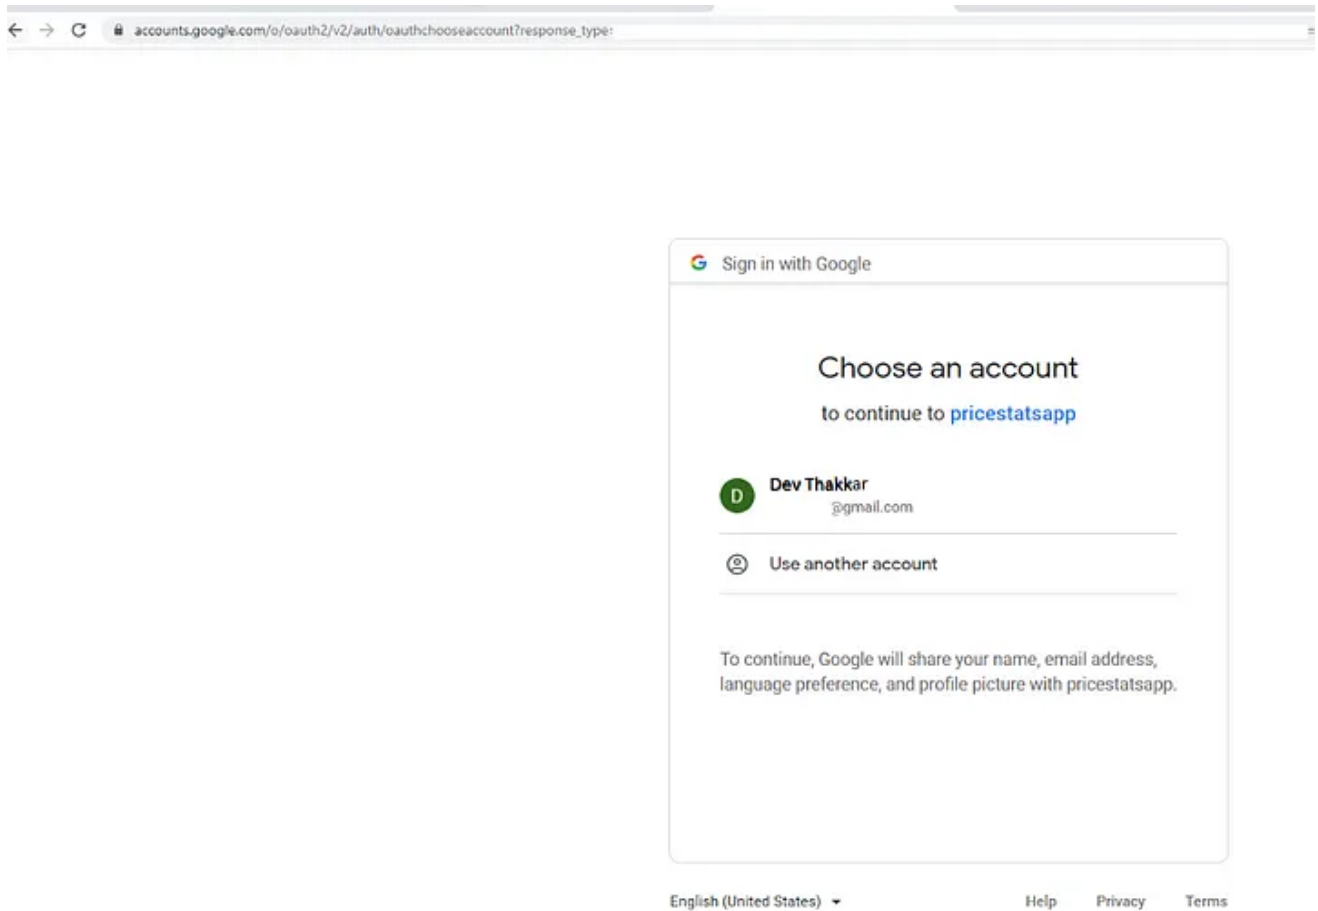 accounts.google.com/o/oauth2/v2/auth/oauthchooseaccount?response_type:
Sign in with Google
Choose an account
to continue to pricestatsapp
D
Dev Thakkar
@gmail.com
Use another account
To continue, Google will share your name, email address,
language preference, and profile picture with pricestatsapp.
English (United States)
Help Privacy Terms